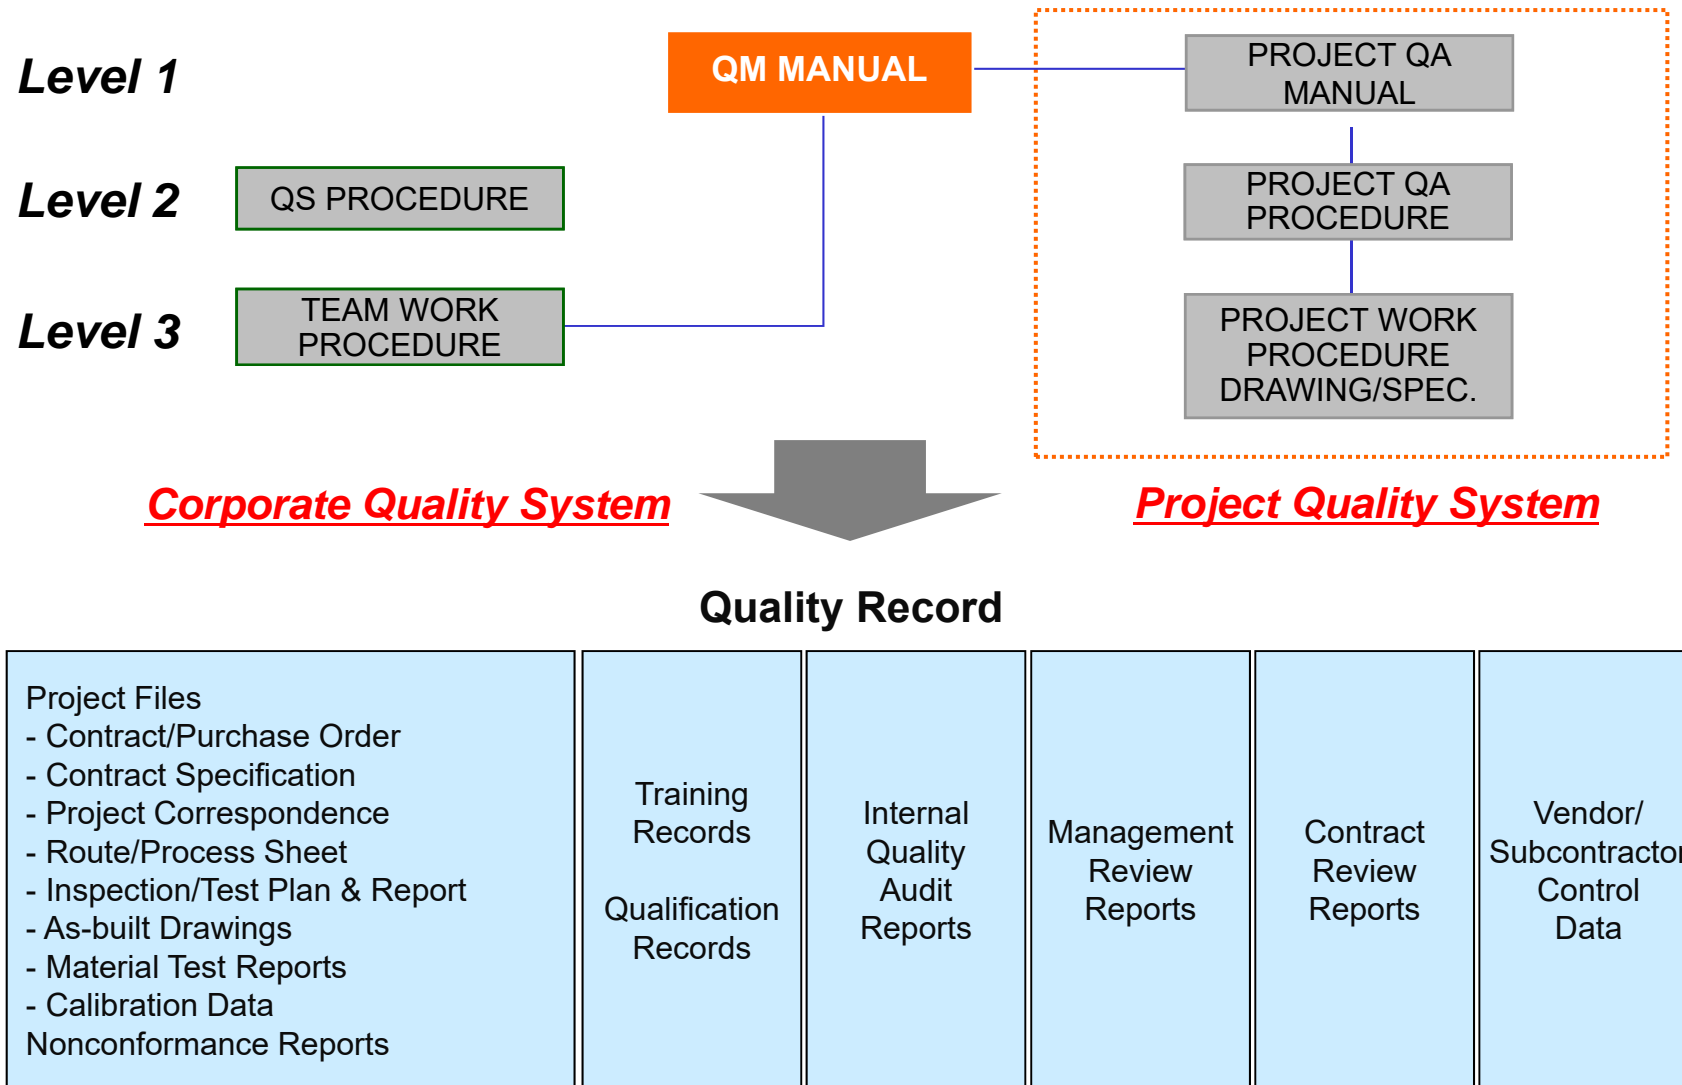 Level 1
QM MANUAL
PROJECT QA
MANUAL
Level 2
QS PROCEDURE
PROJECT QA
PROCEDURE
Level 3
TEAM WORK
PROCEDURE
PROJECT WORK
PROCEDURE
DRAWING/SPEC.
Corporate Quality System
Project Quality System
Quality Record
Project Files
- Contract/Purchase Order
- Contract Specification
- Project Correspondence
- Route/Process Sheet
- Inspection/Test Plan & Report
- As-built Drawings
- Material Test Reports
- Calibration Data
Nonconformance Reports
Training
Records
Qualification
Records
Internal
Quality
Audit
Reports
Management
Review
Reports
Contract
Review
Reports
Vendor/
Subcontractor
Control
Data